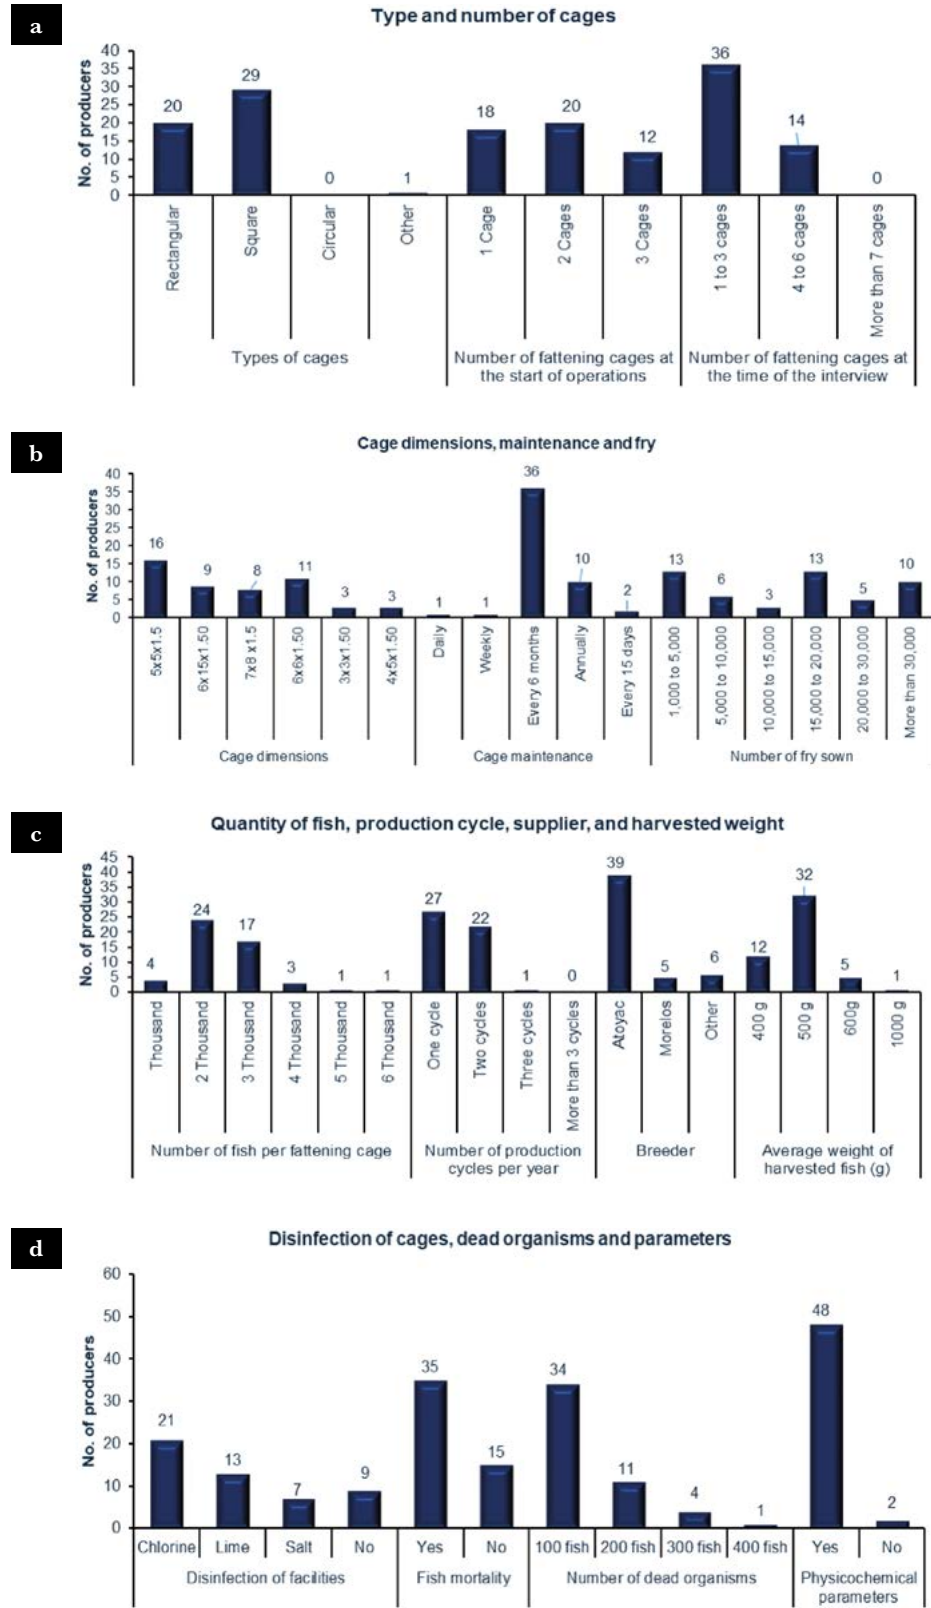 a
Type and number of cages
No. of producers
40
35
30
25
20
15
10
5
0
20
29
0
1
18
20
12
36
14
0
Rectangular
Square
Circular
Other
1 Cage
2 Cages
3 Cages
1 to 3 cages
4 to 6 cages
More than 7 cages
Types of cages
Number of fattening cages at
the start of operations
Number of fattening cages at
the time of the interview
b
Cage dimensions, maintenance and fry
No. of producers
40
35
30
25
20
15
10
5
0
16
9
8
11
3
3
1
1
36
10
2
13
6
3
13
5
10
5x5x1.5
6x15x1.50
7x8 x1.5
6x6x1.50
3x3x1.50
4x5x1.50
Daily
Weekly
Every 6 months
Annually
Every 15 days
1,000 to 5,000
5,000 to 10,000
10,000 to 15,000
15,000 to 20,000
20,000 to 30,000
More than 30,000
Cage dimensions
Cage maintenance
Number of fry sown
c
Quantity of fish, production cycle, supplier, and harvested weight
No. of producers
45
40
35
30
25
20
15
10
5
0
4
24
17
3
1
1
27
22
1
0
39
5
6
12
32
5
1
Thousand
2 Thousand
3 Thousand
4 Thousand
5 Thousand
6 Thousand
One cycle
Two cycles
Three cycles
More than 3 cycles
Atoyac
Morelos
Other
400 g
500 g
600g
1000 g
Number of fish per fattening cage
Number of production
cycles per year
Breeder
Average weight of
harvested fish (g)
d
Disinfection of cages, dead organisms and parameters
No. of producers
60
50
40
30
20
10
0
21
13
7
9
35
15
34
11
4
1
48
2
Chlorine
Lime
Salt
No
Yes
No
100 fish
200 fish
300 fish
400 fish
Yes
No
Disinfection of facilities
Fish mortality
Number of dead organisms
Physicochemical
parameters